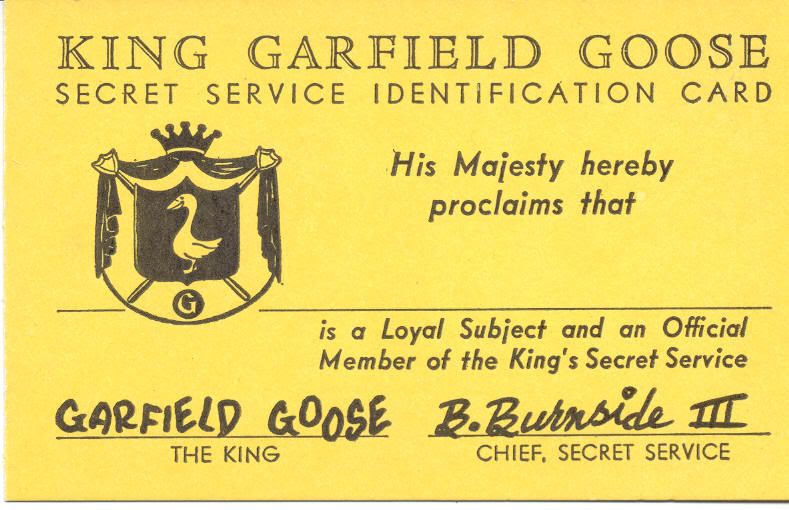 KING GARFIELD GOOSE
SECRET SERVICE IDENTIFICATION CARD
His Majesty hereby
proclaims that
G
is a Loyal Subject and an Official
Member of the King's Secret Service
GARFIELD GOOSE B. Burnside III
THE KING CHIEF, SECRET SERVICE